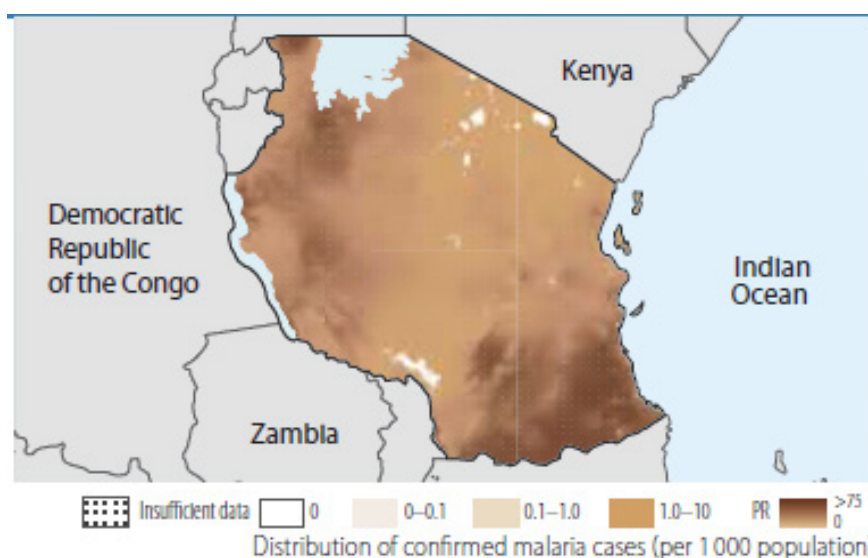 Kenya
Democratic
Republic
of the Congo
Indian
Ocean
Zambia
Insufficient data
0
0–0.1
0.1–1.0
1.0–10
PR
>75
0
Distribution of confirmed malaria cases (per 1 000 population